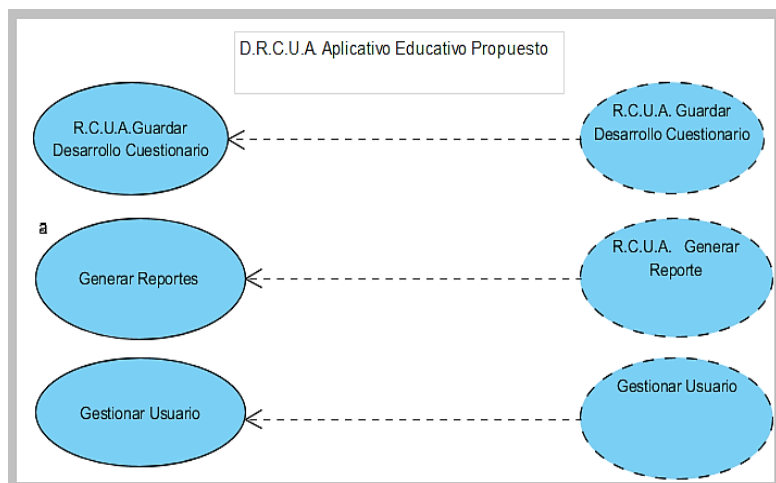 D.R.C.U.A. Aplicativo Educativo Propuesto
R.C.U.A.Guardar
Desarrollo Cuestionario
R.C.U.A. Guardar
Desarrollo Cuestionario
a
Generar Reportes
R.C.U.A. Generar
Reporte
Gestionar Usuario
Gestionar Usuario